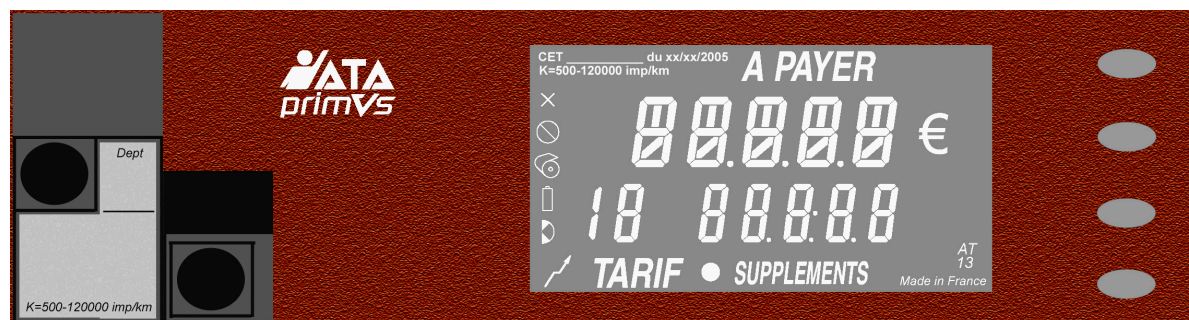 ATA
primVs
Dept
K=500-120000 imp/km
CET ____________ du xx/xx/2005
K=500-120000 imp/km
A PAYER
88.8.8.8 €
18 88.8:8.8
TARIF ● SUPPLEMENTS
AT
13
Made in France